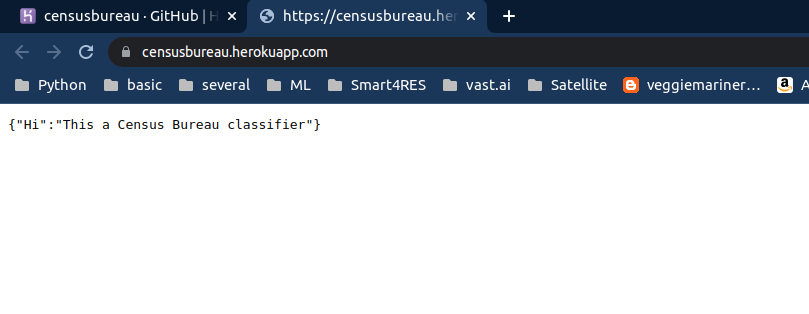 censusbureau · GitHub | H
https://censusbureau.her
censusbureau.herokuapp.com
Python basic several ML Smart4RES vast.ai Satellite veggiemariner… A
{"Hi":"This a Census Bureau classifier"}